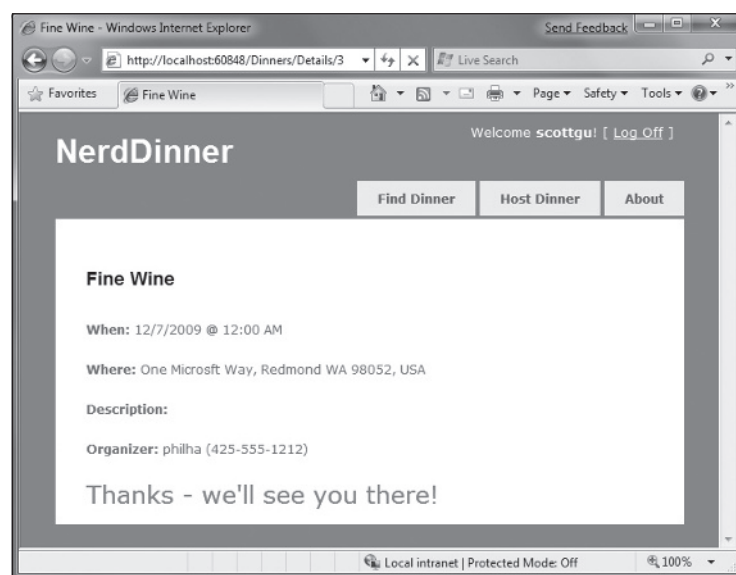 Fine Wine - Windows Internet Explorer
Send Feedback
http://localhost:60848/Dinners/Details/3
Live Search
Favorites
Fine Wine
Page
Safety
Tools
Welcome scottgu! [ Log Off ]
NerdDinner
Find Dinner
Host Dinner
About
Fine Wine
When: 12/7/2009 @ 12:00 AM
Where: One Microsft Way, Redmond WA 98052, USA
Description:
Organizer: philha (425-555-1212)
Thanks - we'll see you there!
Local intranet | Protected Mode: Off
100%